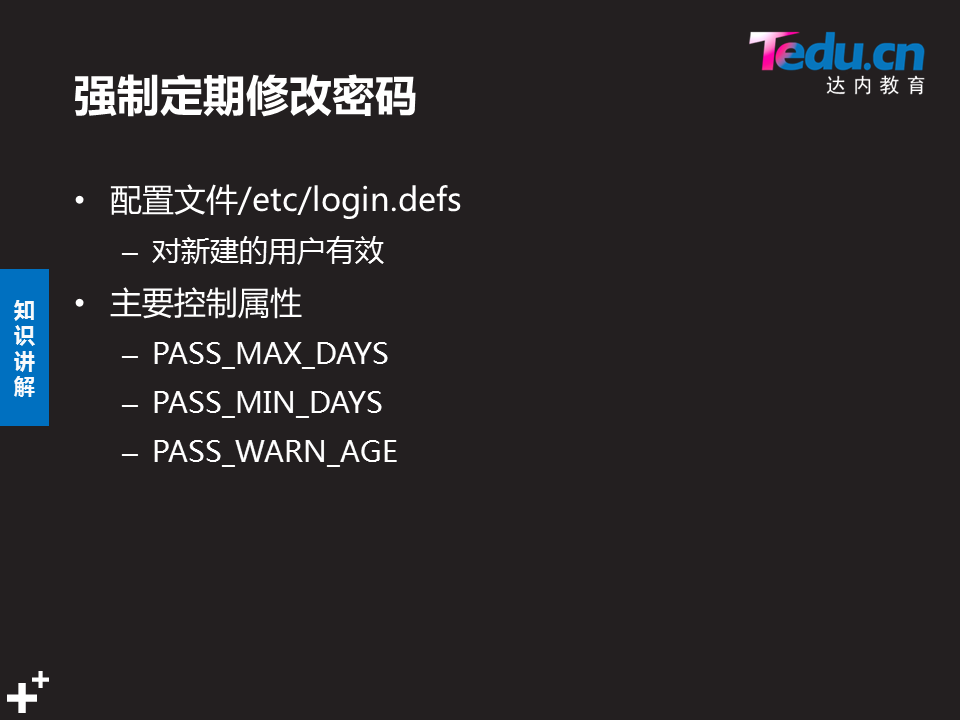 Tedu.cn
达内教育
强制定期修改密码
• 配置文件/etc/login.defs
– 对新建的用户有效
• 主要控制属性
– PASS_MAX_DAYS
– PASS_MIN_DAYS
– PASS_WARN_AGE
知
识
讲
解